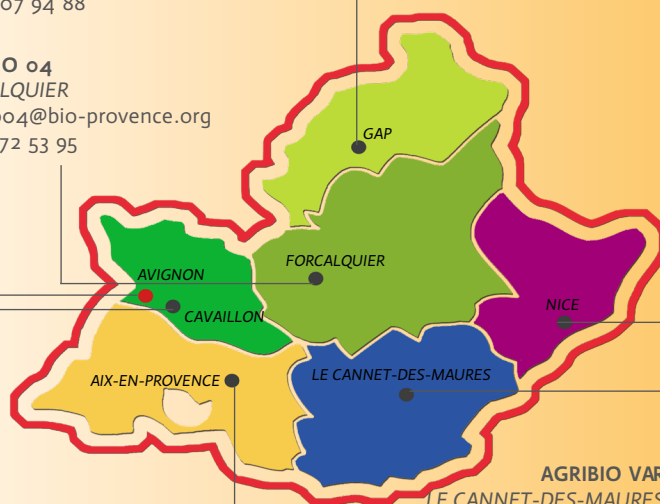 07 94 88
O 04
LQUIER
004@bio-provence.org
72 53 95
GAP
FORCALQUIER
AVIGNON
CAVAILLON
NICE
AIX-EN-PROVENCE
LE CANNET-DES-MAURES
AGRIBIO VAR
LE CANNET-DES-MAURES